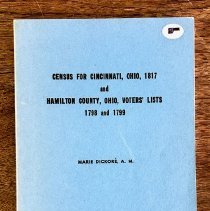 CENSUS FOR CINCINNATI, OHIO, 1817
and
HAMILTON COUNTY, OHIO, VOTERS' LISTS
1798 and 1799
MARIE DICKORÉ, A. M.